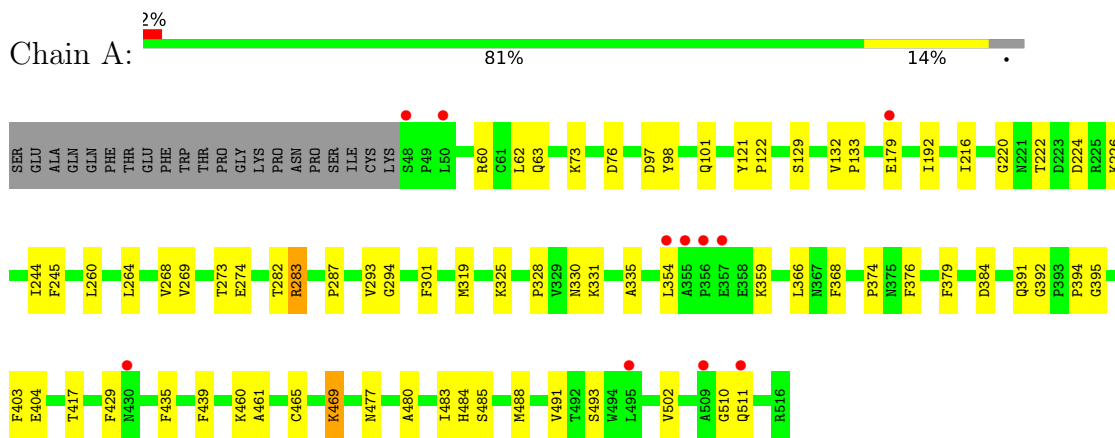 2%
Chain A:
81% 14% •
SER GLU ALA GLN GLN PHE THR GLU PHE TRP THR PRO GLY LYS PRO ASN PRO SER ILE CYS LYS S48 P49 L50 R60 C61 L62 Q63 K73 D76 D97 Y98 Q101 Y121 P122 S129 V132 P133 E179 I192 I216 G220 N221 T222 D223 D224 R225 K226
I244 F245 L260 L264 V268 V269 T273 E274 T282 R283 P287 V293 G294 F301 M319 K325 P328 V329 N330 K331 A335 L354 A355 P356 E357 E358 K359 L366 N367 F368 P374 N375 F376 F379 D384 Q391 G392 P393 P394 G395
F403 E404 T417 F429 N430 F435 F439 K460 A461 C465 K469 N477 A480 I483 H484 S485 M488 V491 T492 S493 W494 L495 V502 A509 G510 Q511 R516